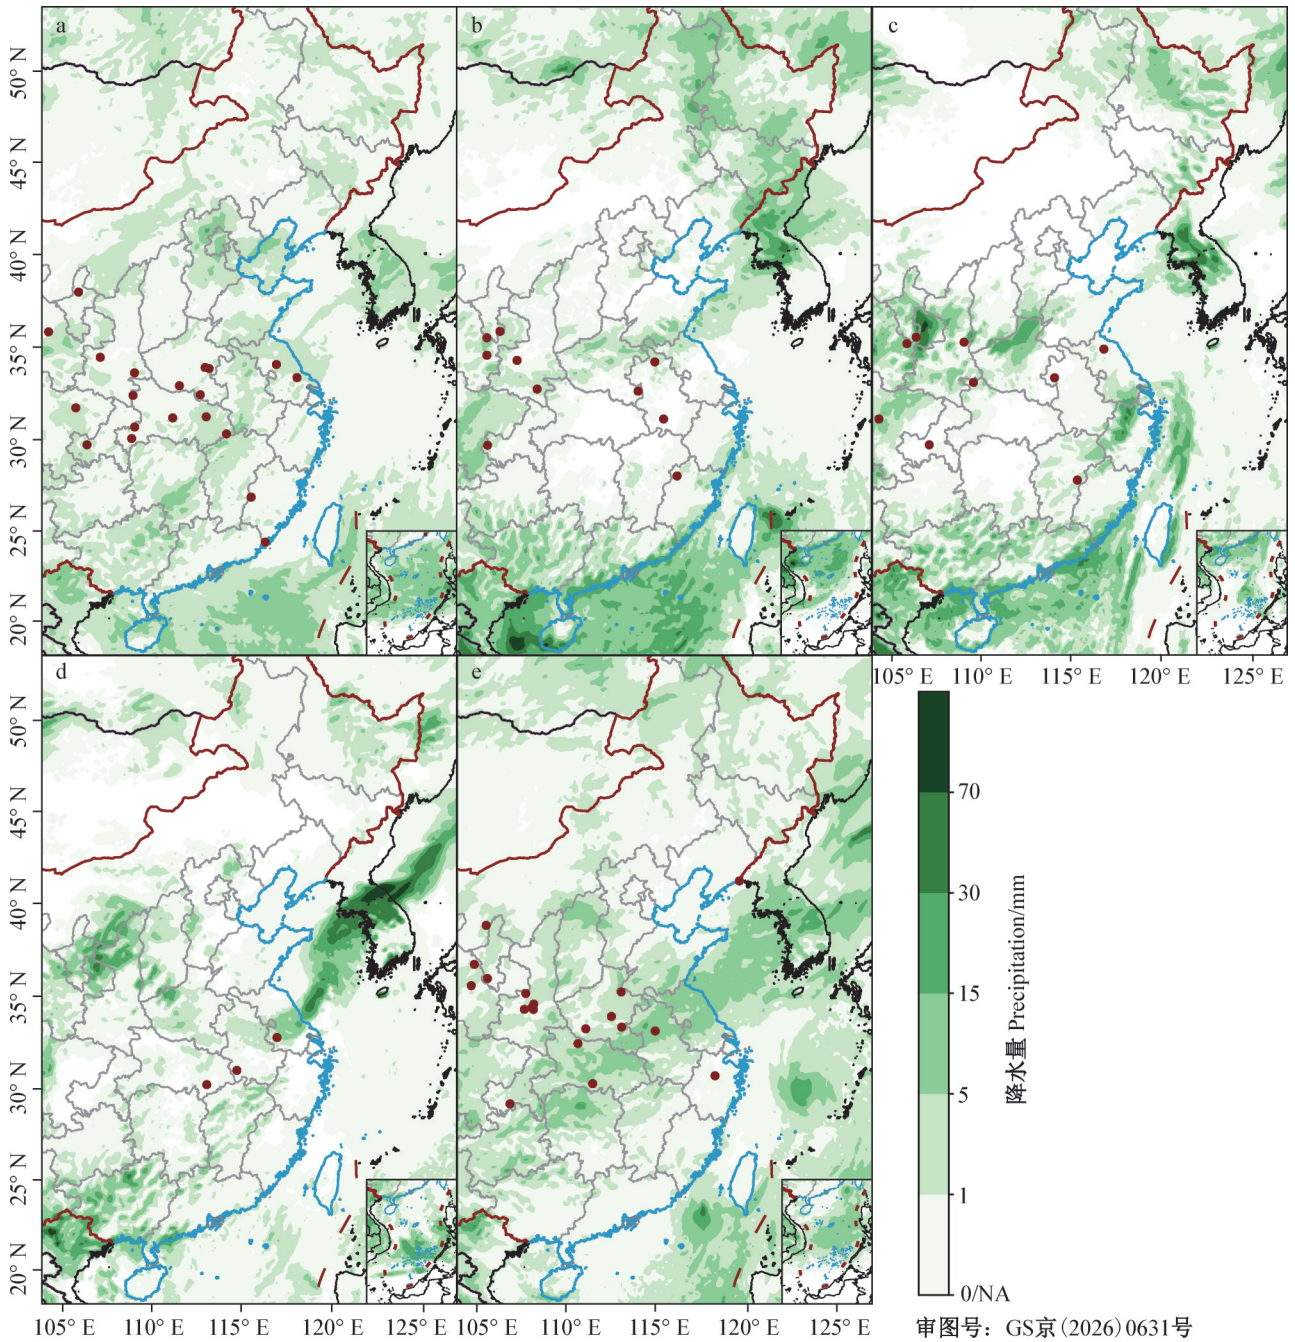 a
b
c
50° N
45° N
40° N
35° N
30° N
25° N
20° N
105° E 110° E 115° E 120° E 125° E
d
e
50° N
45° N
40° N
35° N
30° N
25° N
20° N
105° E 110° E 115° E 120° E 125° E
105° E 110° E 115° E 120° E 125° E
70
30
15
5
1
0/NA
降水量 Precipitation/mm
审图号：GS京(2026)0631号